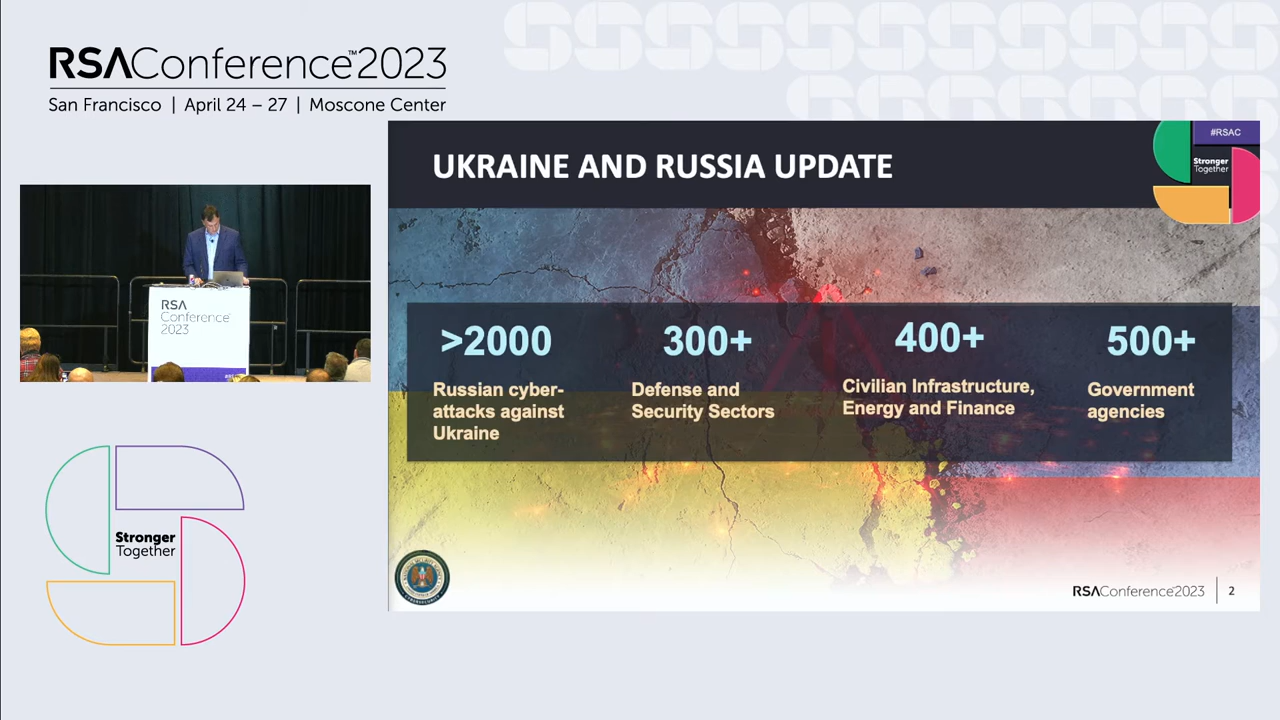 RSAConference™2023
San Francisco | April 24 – 27 | Moscone Center
UKRAINE AND RUSSIA UPDATE
#RSAC
Stronger
Together
>2000
Russian cyber-
attacks against
Ukraine
300+
Defense and
Security Sectors
400+
Civilian Infrastructure,
Energy and Finance
500+
Government
agencies
RSA
Conference™
2023
Stronger
Together
RSAConference2023 | 2